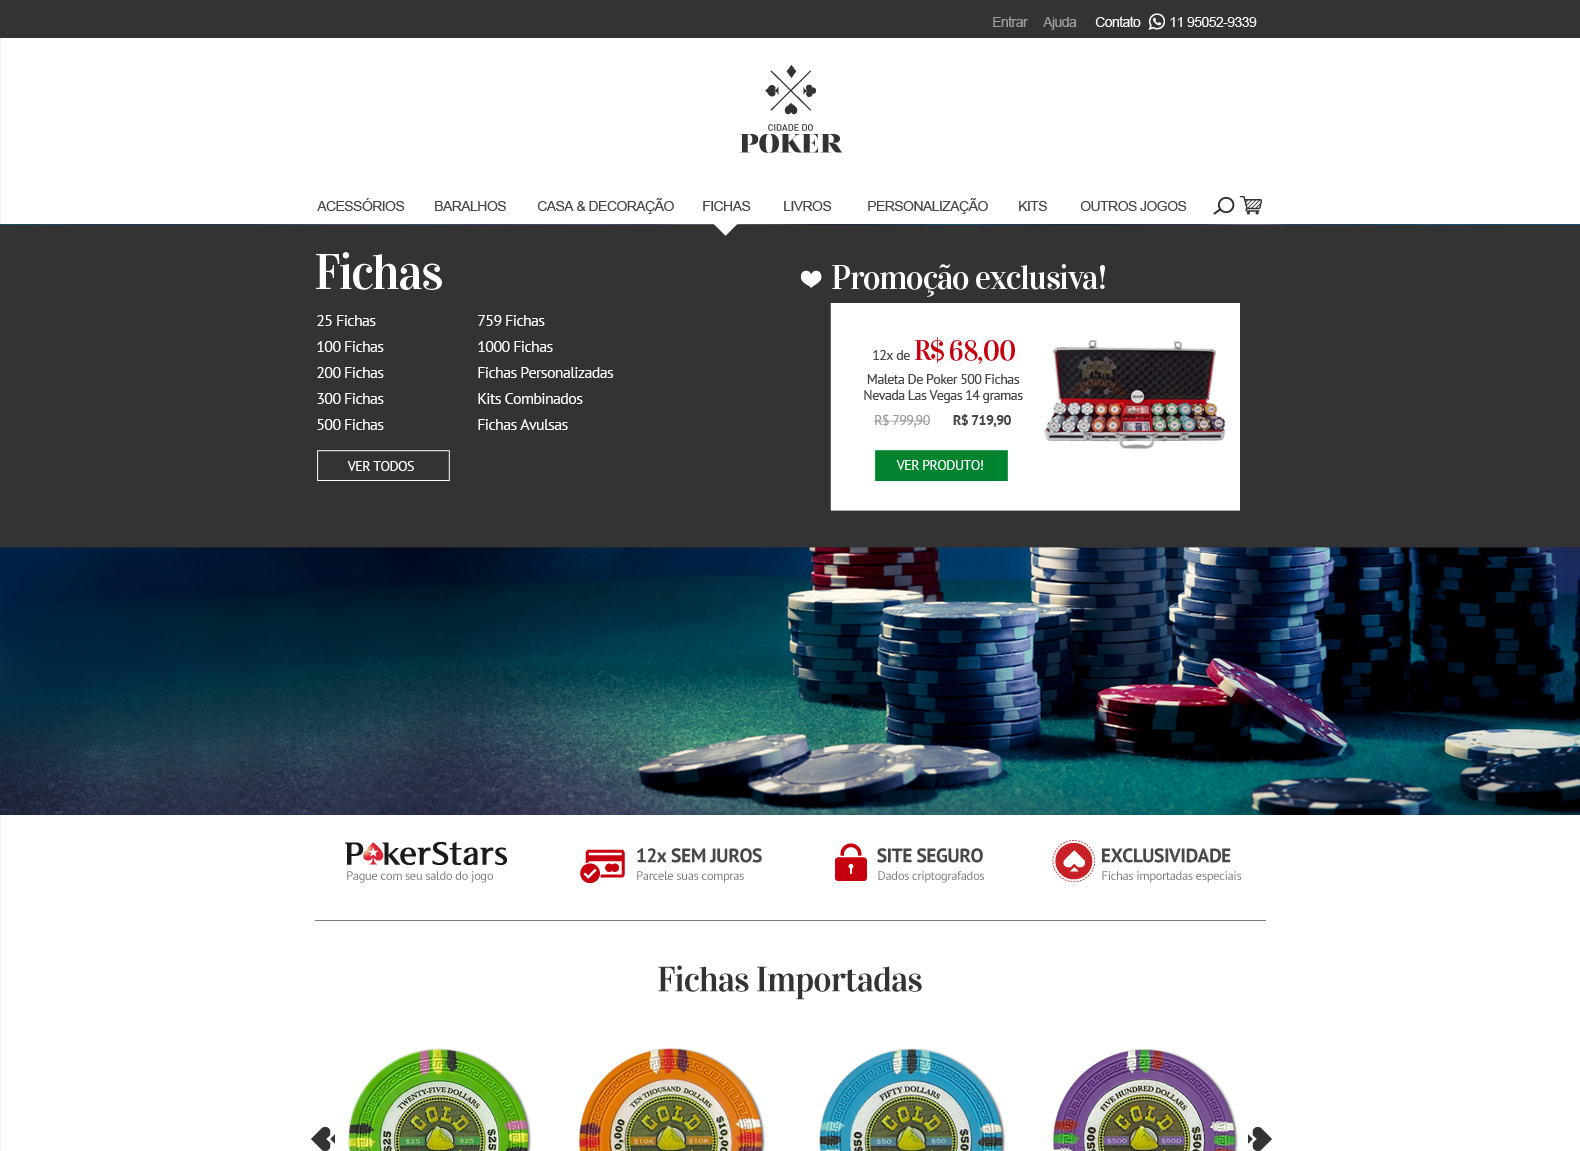 Entrar Ajuda Contato 11 95052-9339
CIDADE DO
POKER
ACESSÓRIOS BARALHOS CASA & DECORAÇÃO FICHAS LIVROS PERSONALIZAÇÃO KITS OUTROS JOGOS
Fichas
25 Fichas
100 Fichas
200 Fichas
300 Fichas
500 Fichas
759 Fichas
1000 Fichas
Fichas Personalizadas
Kits Combinados
Fichas Avulsas
VER TODOS
Promoção exclusiva!
12x de R$ 68,00
Maleta De Poker 500 Fichas
Nevada Las Vegas 14 gramas
R$ 799,90 R$ 719,90
VER PRODUTO!
PokerStars
Pague com seu saldo do jogo
12x SEM JUROS
Parcele suas compras
SITE SEGURO
Dados criptografados
EXCLUSIVIDADE
Fichas importadas especiais
Fichas Importadas
TWENTY-FIVE DOLLARS
GOLD
$25 $25 $25 $25
TEN THOUSAND DOLLARS
GOLD
$10K $10K
FIFTY DOLLARS
GOLD
$50 $50 $50 $50
FIVE HUNDRED DOLLARS
GOLD
$500 $500